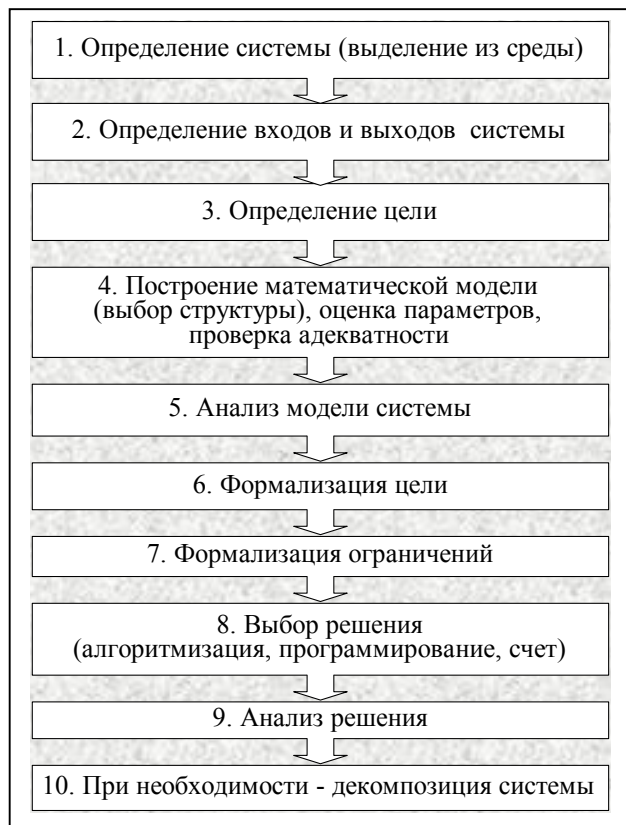 1. Определение системы (выделение из среды)
2. Определение входов и выходов системы
3. Определение цели
4. Построение математической модели
(выбор структуры), оценка параметров,
проверка адекватности
5. Анализ модели системы
6. Формализация цели
7. Формализация ограничений
8. Выбор решения
(алгоритмизация, программирование, счет)
9. Анализ решения
10. При необходимости - декомпозиция системы